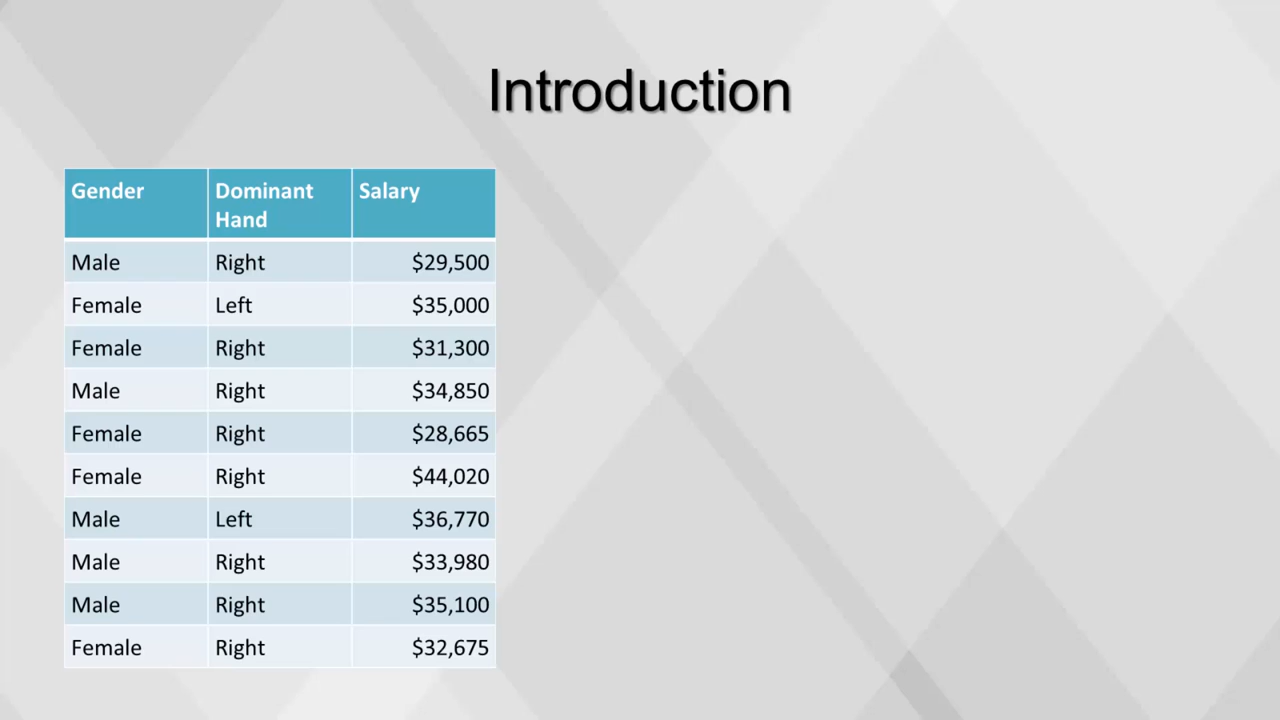 Introduction
Gender Dominant Hand Salary
Male Right $29,500
Female Left $35,000
Female Right $31,300
Male Right $34,850
Female Right $28,665
Female Right $44,020
Male Left $36,770
Male Right $33,980
Male Right $35,100
Female Right $32,675